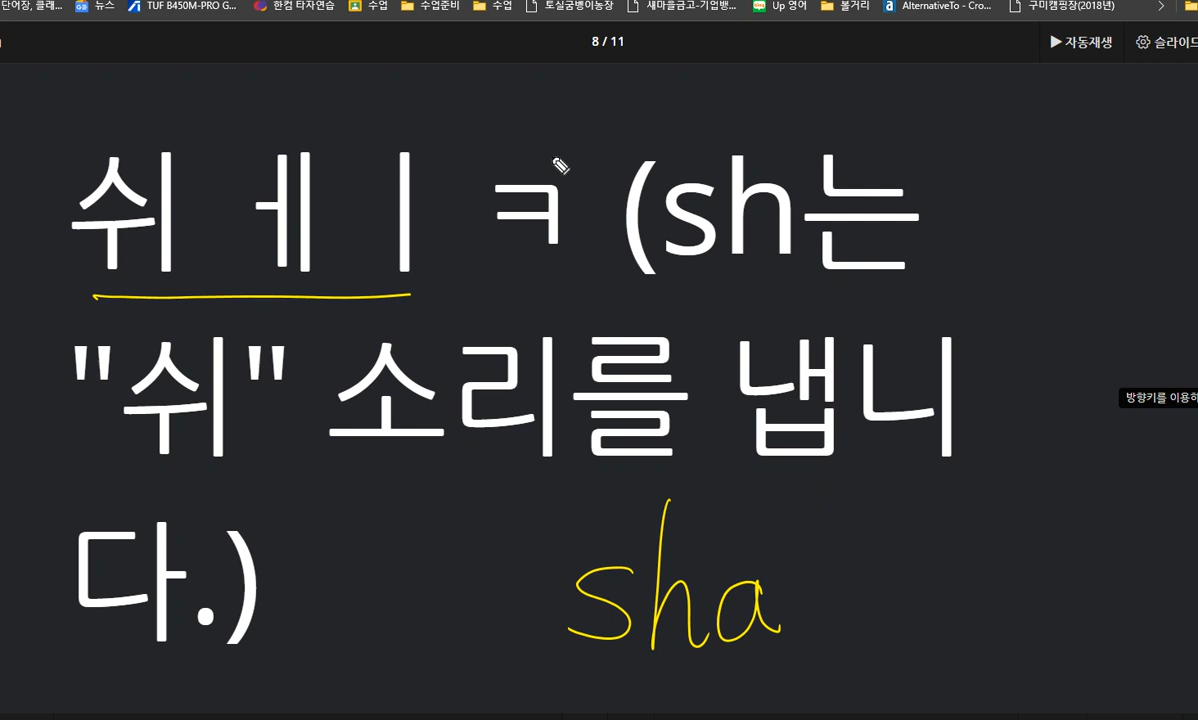 단어장, 클래... 뉴스 TUF B450M-PRO G... 한컴 타자연습 수업 수업준비 수업 토실굼벵이농장 새마을금고-기업뱅... Up 영어 볼거리 AlternativeTo - Cro... 구미캠핑장(2018년)
8 / 11 자동재생 슬라이드
쉬 ㅔ ㅣ ㅋ (sh는
"쉬" 소리를 냅니
방향키를 이용하
다.)
sha